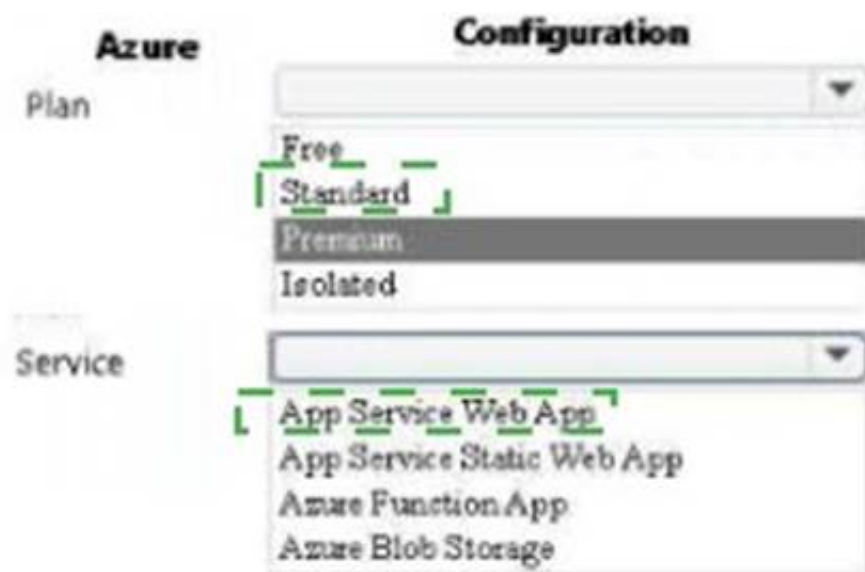 Azure Configuration
Plan
Free
Standard
Premium
Isolated
Service
App Service Web App
App Service Static Web App
Azure Function App
Azure Blob Storage